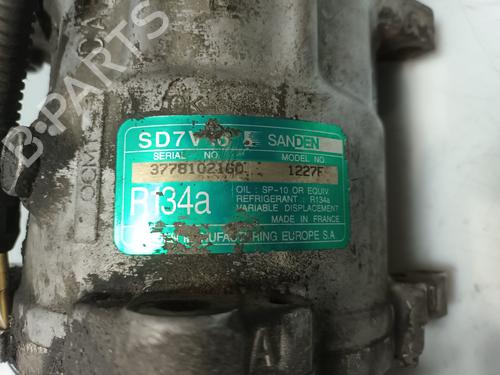 B-PARTS
SD7V16 SANDEN
SERIAL NO. MODEL NO.
3778102160 1227F
R134a
OIL : SP-10 OR EQUIV.
REFRIGERANT : R134a
VARIABLE DISPLACEMENT
MADE IN FRANCE
MANUFACTURING EUROPE S.A.
A